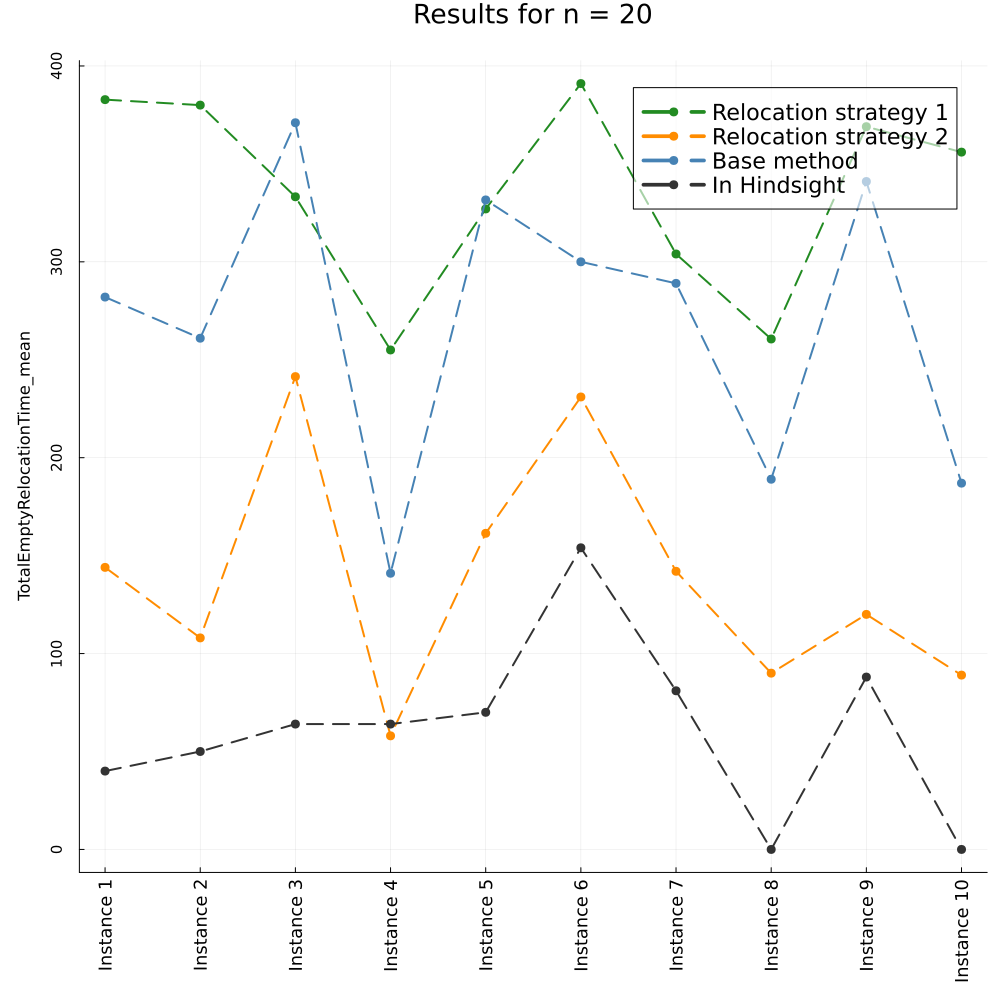 Results for n = 20
400
300
200
100
0
TotalEmptyRelocationTime_mean
Relocation strategy 1
Relocation strategy 2
Base method
In Hindsight
Instance 1
Instance 2
Instance 3
Instance 4
Instance 5
Instance 6
Instance 7
Instance 8
Instance 9
Instance 10